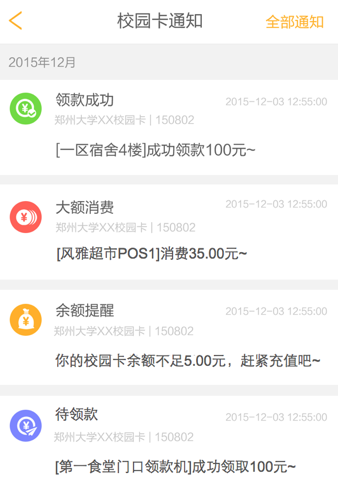 校园卡通知
全部通知
2015年12月
领款成功
2015-12-03 12:55:00
郑州大学XX校园卡 | 150802
[一区宿舍4楼]成功领款100元~
大额消费
2015-12-03 12:55:00
郑州大学XX校园卡 | 150802
[风雅超市POS1]消费35.00元~
余额提醒
2015-12-03 12:55:00
郑州大学XX校园卡 | 150802
你的校园卡余额不足5.00元，赶紧充值吧~
待领款
2015-12-03 12:55:00
郑州大学XX校园卡 | 150802
[第一食堂门口领款机]成功领取100元~